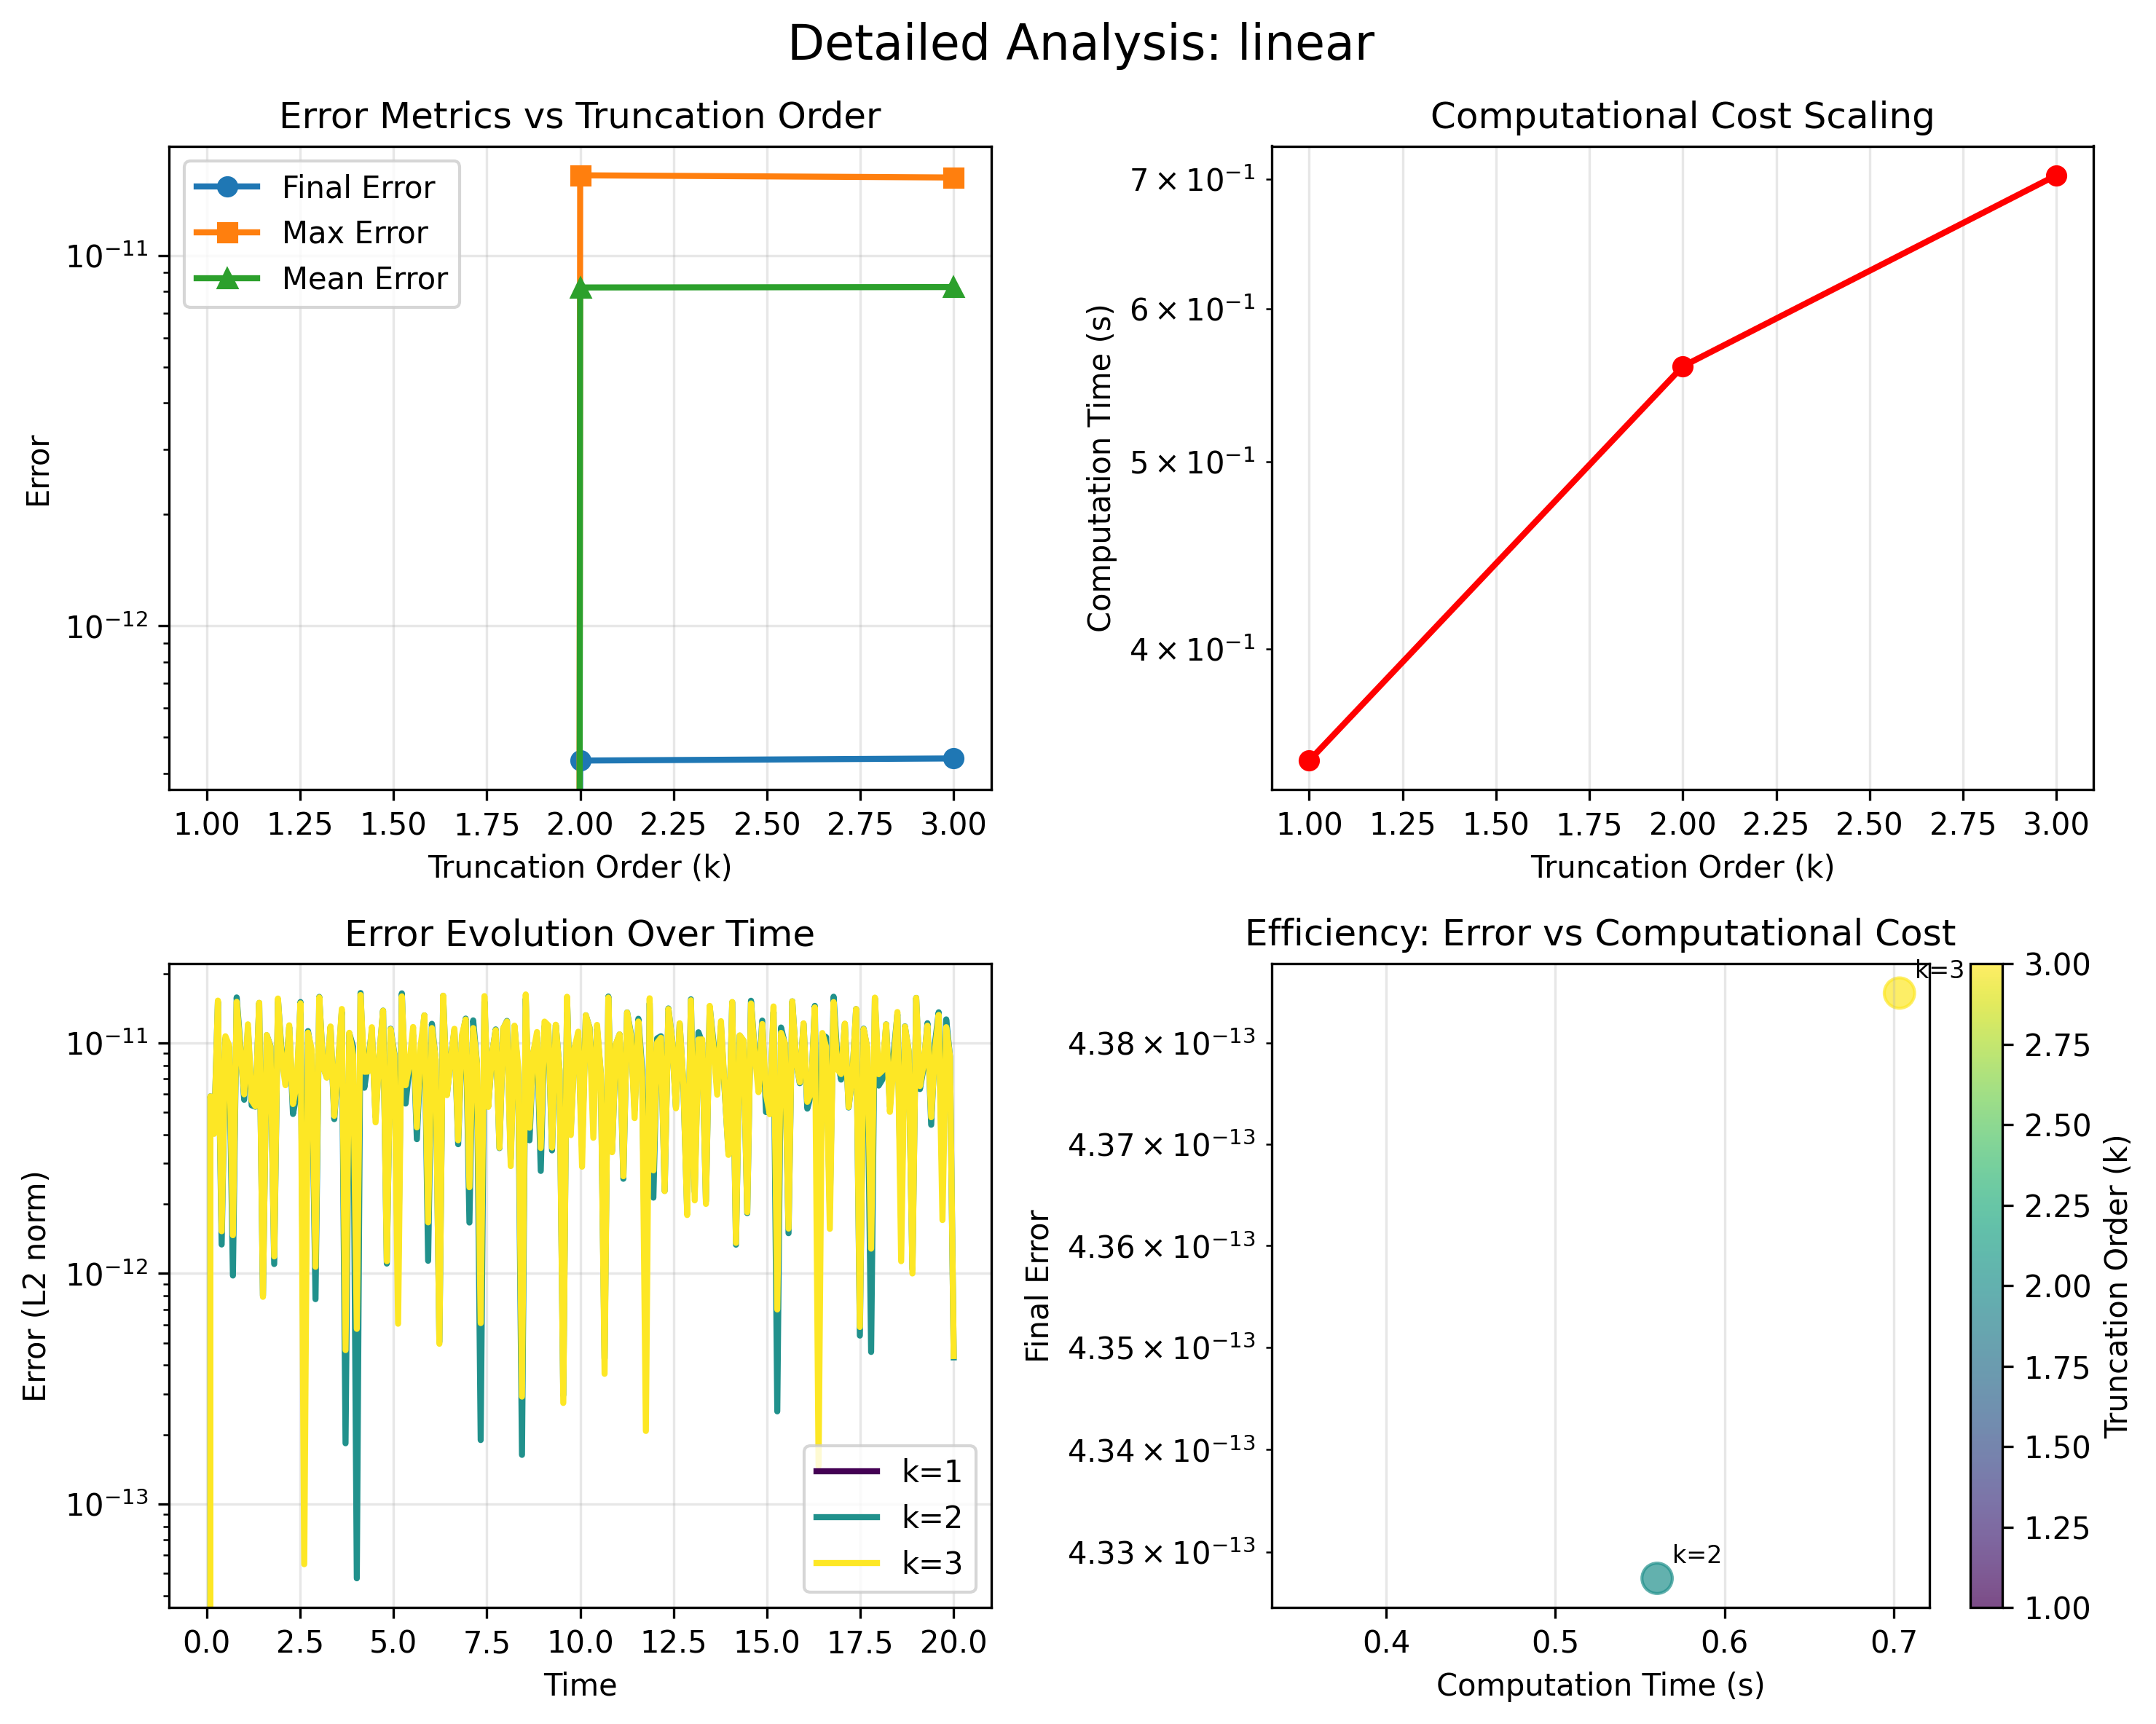 Detailed Analysis: linear
Error Metrics vs Truncation Order
Final Error
Max Error
Mean Error
10⁻¹¹
10⁻¹²
Error
1.00 1.25 1.50 1.75 2.00 2.25 2.50 2.75 3.00
Truncation Order (k)
Computational Cost Scaling
7 × 10⁻¹
6 × 10⁻¹
5 × 10⁻¹
4 × 10⁻¹
Computation Time (s)
1.00 1.25 1.50 1.75 2.00 2.25 2.50 2.75 3.00
Truncation Order (k)
Error Evolution Over Time
10⁻¹¹
10⁻¹²
10⁻¹³
Error (L2 norm)
k=1
k=2
k=3
0.0 2.5 5.0 7.5 10.0 12.5 15.0 17.5 20.0
Time
Efficiency: Error vs Computational Cost
k=3
4.38 × 10⁻¹³
4.37 × 10⁻¹³
4.36 × 10⁻¹³
4.35 × 10⁻¹³
4.34 × 10⁻¹³
4.33 × 10⁻¹³
Final Error
k=2
0.4 0.5 0.6 0.7
Computation Time (s)
3.00
2.75
2.50
2.25
2.00
1.75
1.50
1.25
1.00
Truncation Order (k)